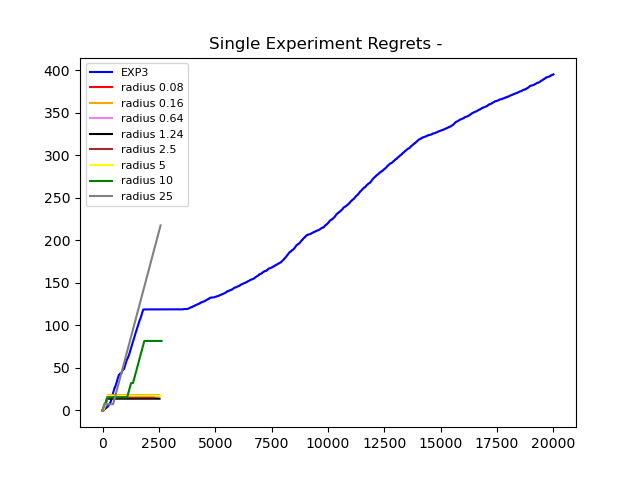 Single Experiment Regrets -
400
350
300
250
200
150
100
50
0
EXP3
radius 0.08
radius 0.16
radius 0.64
radius 1.24
radius 2.5
radius 5
radius 10
radius 25
0 2500 5000 7500 10000 12500 15000 17500 20000